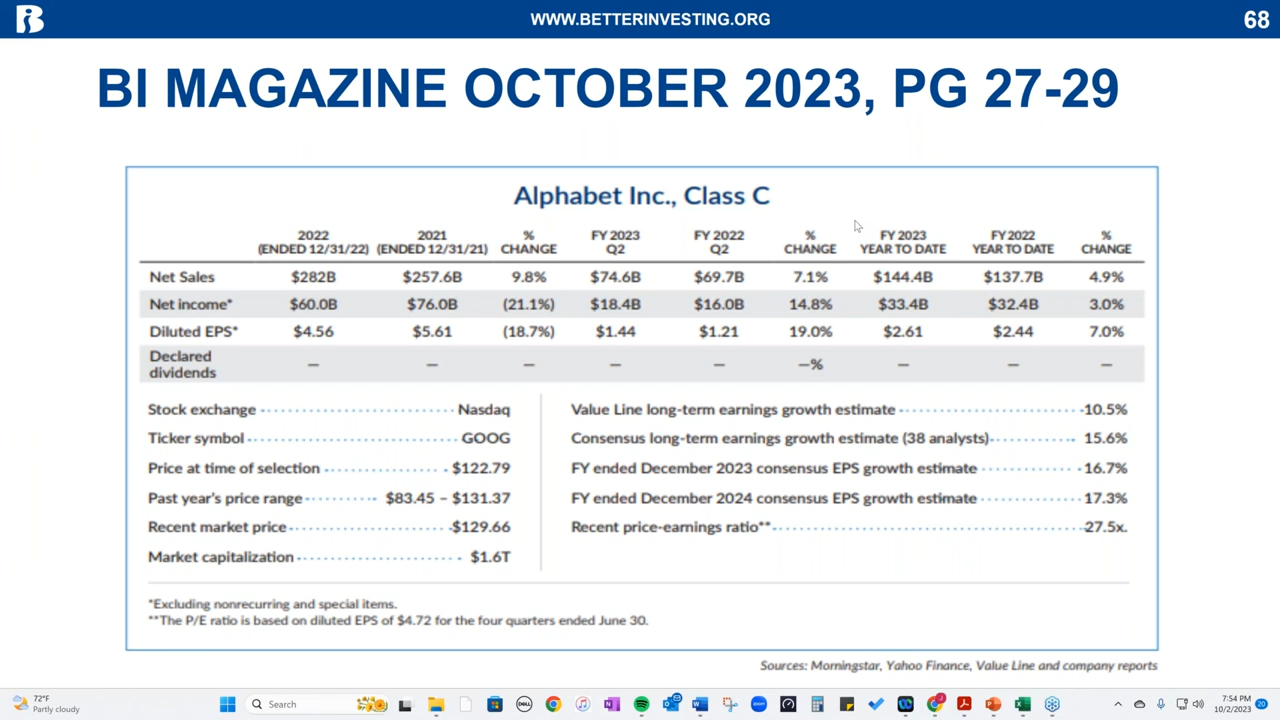 WWW.BETTERINVESTING.ORG
68
BI MAGAZINE OCTOBER 2023, PG 27-29
Alphabet Inc., Class C
2022 (ENDED 12/31/22) 2021 (ENDED 12/31/21) % CHANGE FY 2023 Q2 FY 2022 Q2 % CHANGE FY 2023 YEAR TO DATE FY 2022 YEAR TO DATE % CHANGE
Net Sales $282B $257.6B 9.8% $74.6B $69.7B 7.1% $144.4B $137.7B 4.9%
Net income* $60.0B $76.0B (21.1%) $18.4B $16.0B 14.8% $33.4B $32.4B 3.0%
Diluted EPS* $4.56 $5.61 (18.7%) $1.44 $1.21 19.0% $2.61 $2.44 7.0%
Declared dividends — — — — — —% — — —
Stock exchange Nasdaq
Ticker symbol GOOG
Price at time of selection $122.79
Past year's price range $83.45 – $131.37
Recent market price $129.66
Market capitalization $1.6T
Value Line long-term earnings growth estimate 10.5%
Consensus long-term earnings growth estimate (38 analysts) 15.6%
FY ended December 2023 consensus EPS growth estimate 16.7%
FY ended December 2024 consensus EPS growth estimate 17.3%
Recent price-earnings ratio** 27.5x.
*Excluding nonrecurring and special items.
**The P/E ratio is based on diluted EPS of $4.72 for the four quarters ended June 30.
Sources: Morningstar, Yahoo Finance, Value Line and company reports
72°F
Partly cloudy
Search
DELL
zoom
7:54 PM
10/2/2023
20